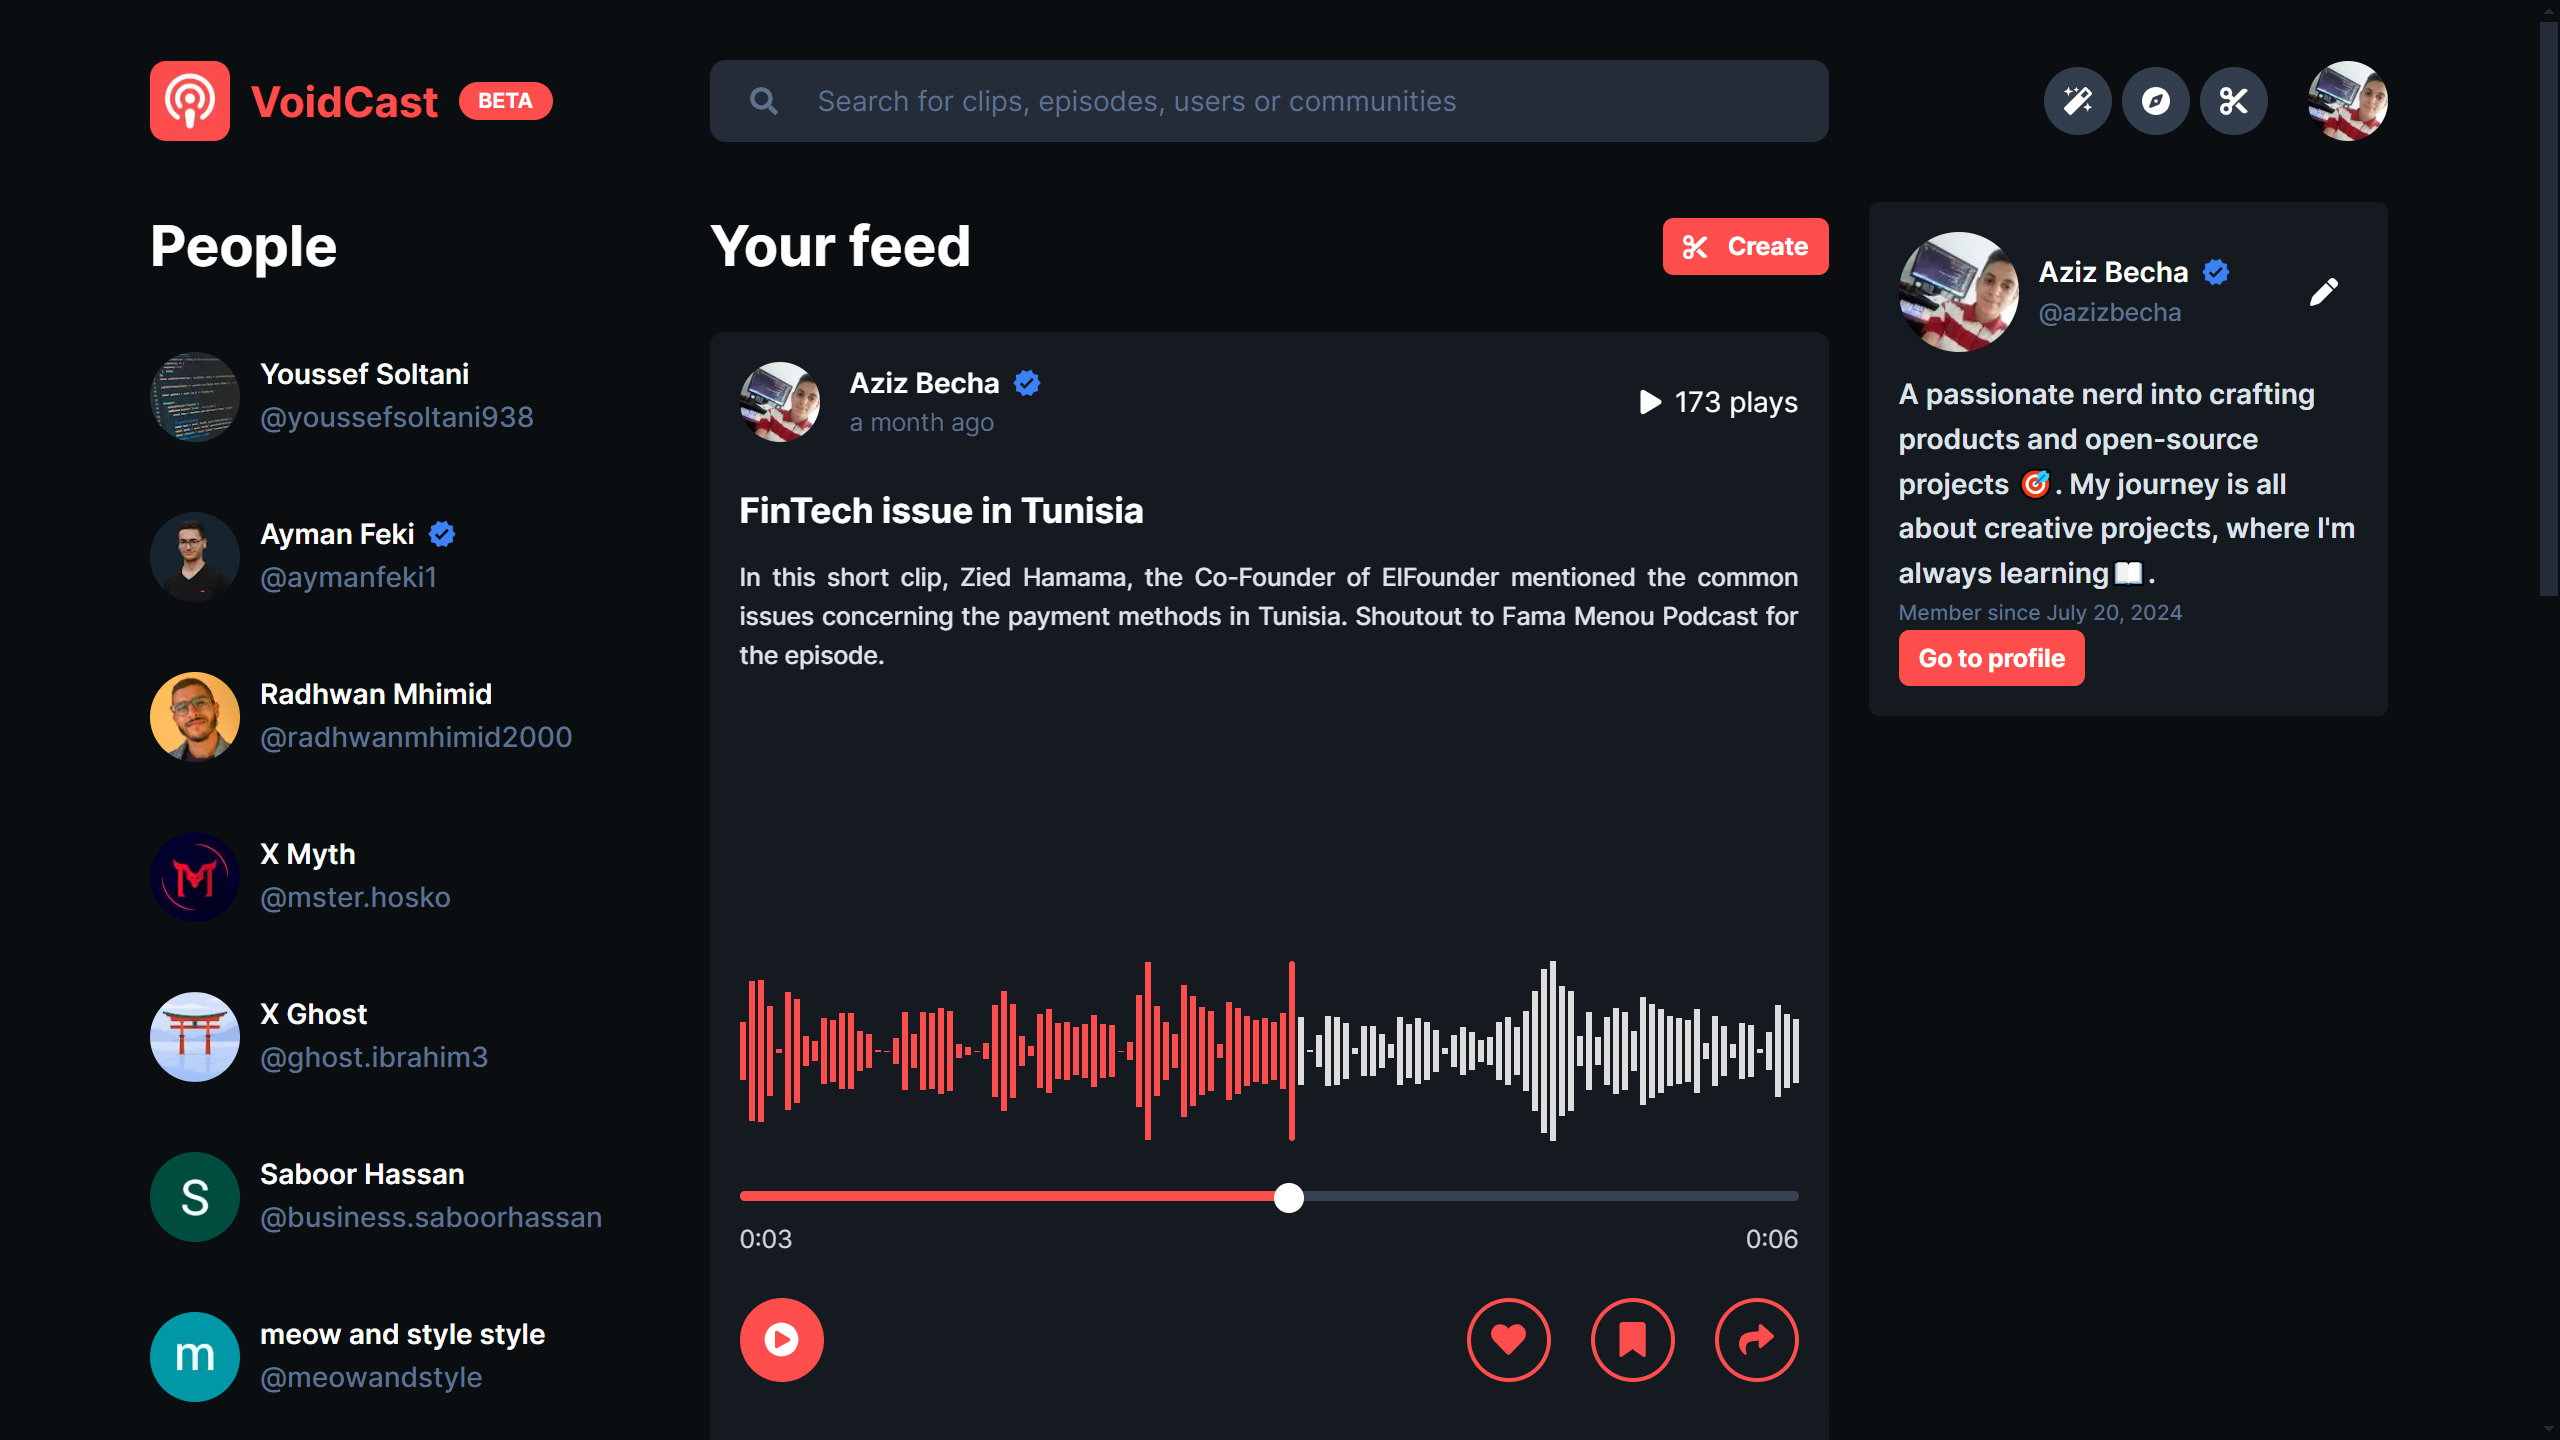 VoidCast BETA
Search for clips, episodes, users or communities
People
Youssef Soltani
@youssefsoltani938
Ayman Feki
@aymanfeki1
Radhwan Mhimid
@radhwanmhimid2000
X Myth
@mster.hosko
X Ghost
@ghost.ibrahim3
S
Saboor Hassan
@business.saboorhassan
m
meow and style style
@meowandstyle
Your feed
Create
Aziz Becha
a month ago
173 plays
FinTech issue in Tunisia
In this short clip, Zied Hamama, the Co-Founder of ElFounder mentioned the common
issues concerning the payment methods in Tunisia. Shoutout to Fama Menou Podcast for
the episode.
0:03
0:06
Aziz Becha
@azizbecha
A passionate nerd into crafting
products and open-source
projects 🎯. My journey is all
about creative projects, where I'm
always learning📖.
Member since July 20, 2024
Go to profile